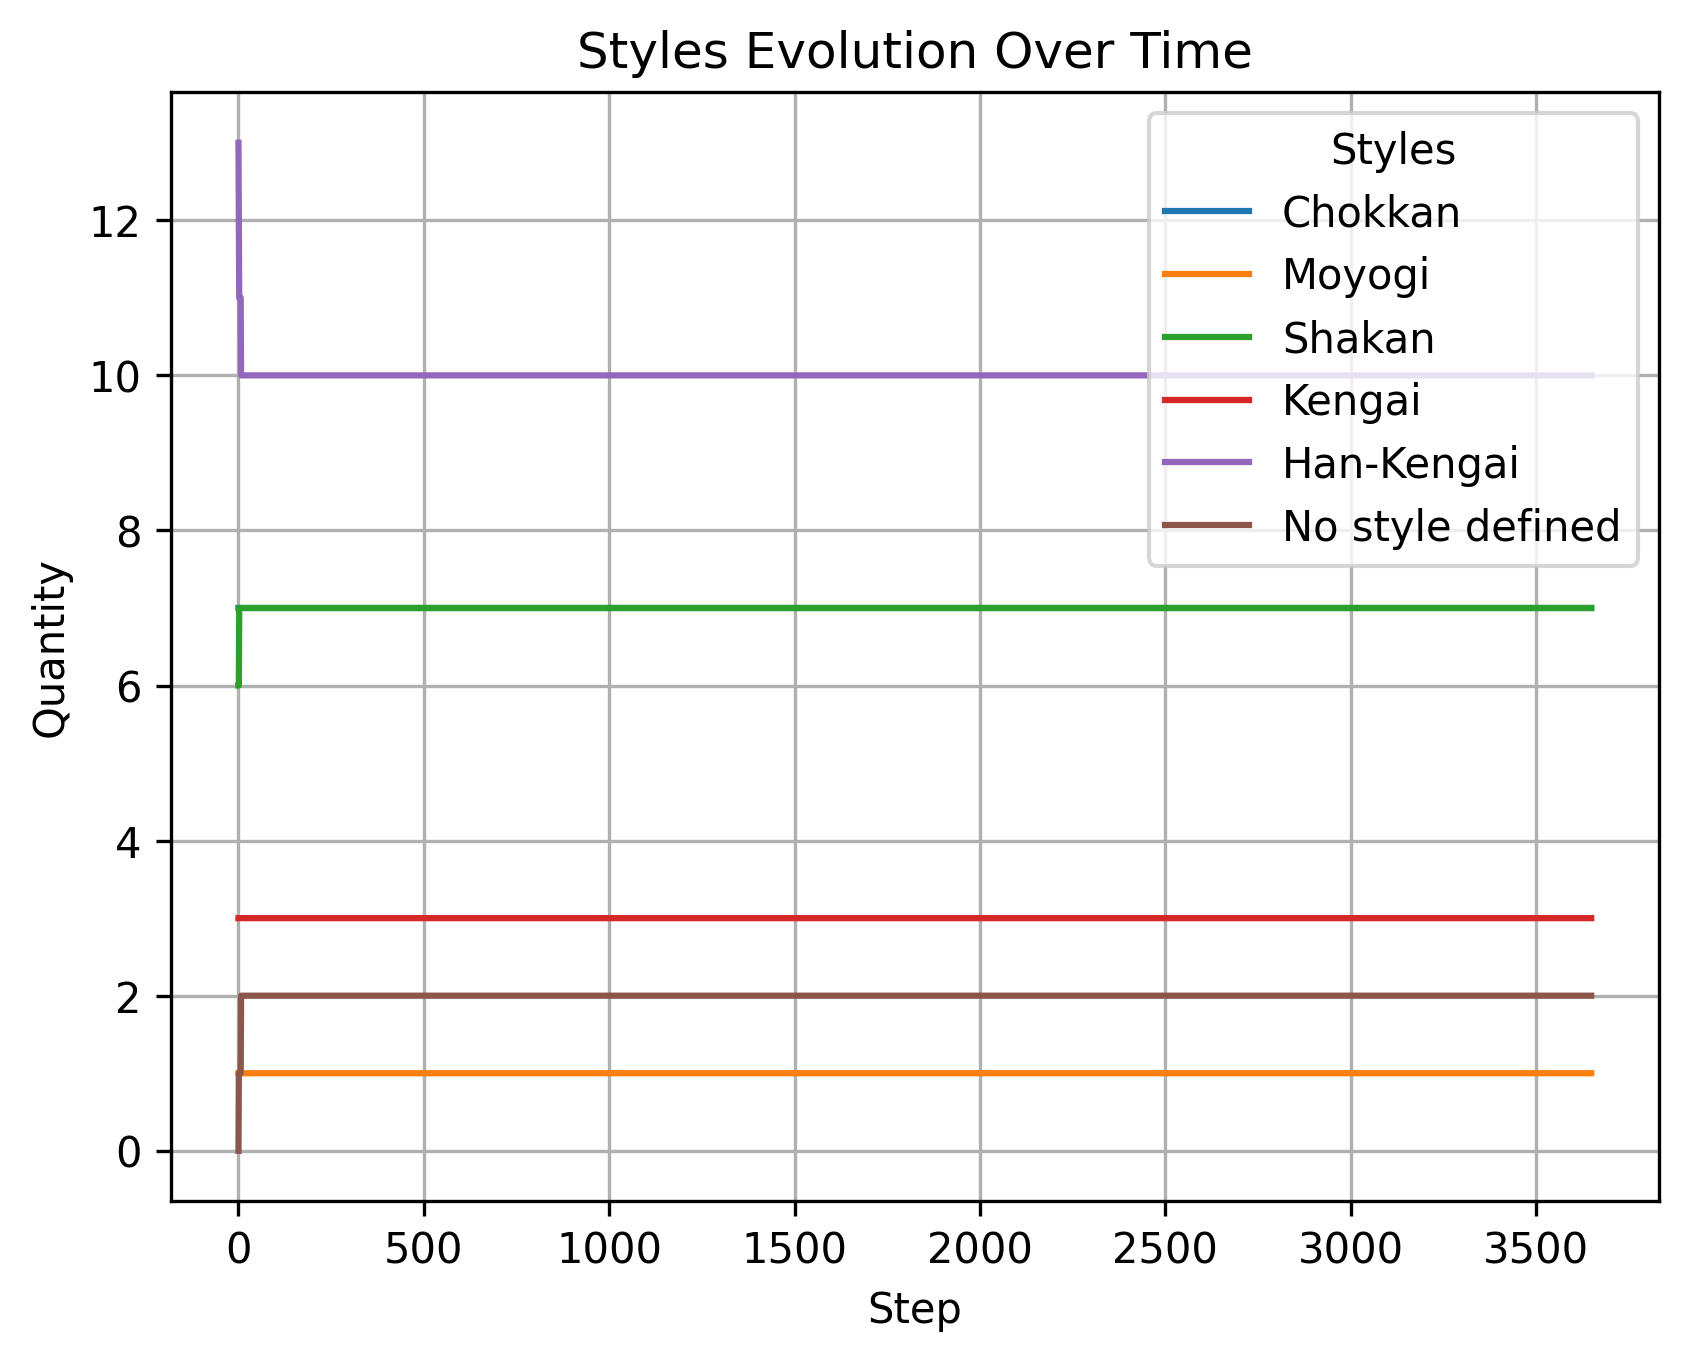 Styles Evolution Over Time
Styles
Chokkan
Moyogi
Shakan
Kengai
Han-Kengai
No style defined
Quantity
12
10
8
6
4
2
0
0 500 1000 1500 2000 2500 3000 3500
Step